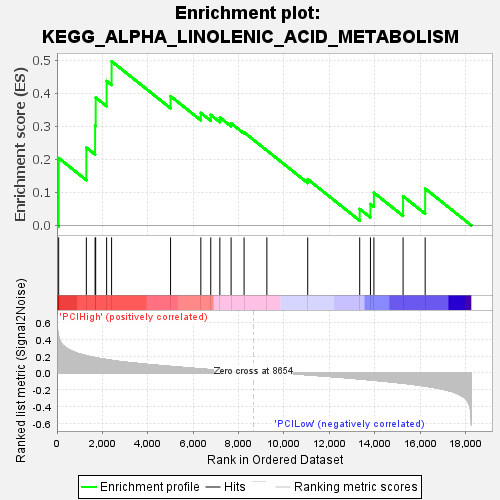 Enrichment plot:
KEGG_ALPHA_LINOLENIC_ACID_METABOLISM
Enrichment score (ES)
0.5
0.4
0.3
0.2
0.1
0.0
'PCIHigh' (positively correlated)
Ranked list metric (Signal2Noise)
0.6
0.4
0.2
0.0
-0.2
-0.4
-0.6
Zero cross at 8654
'PCILow' (negatively correlated)
0 2,000 4,000 6,000 8,000 10,000 12,000 14,000 16,000 18,000
Rank in Ordered Dataset
Enrichment profile Hits Ranking metric scores